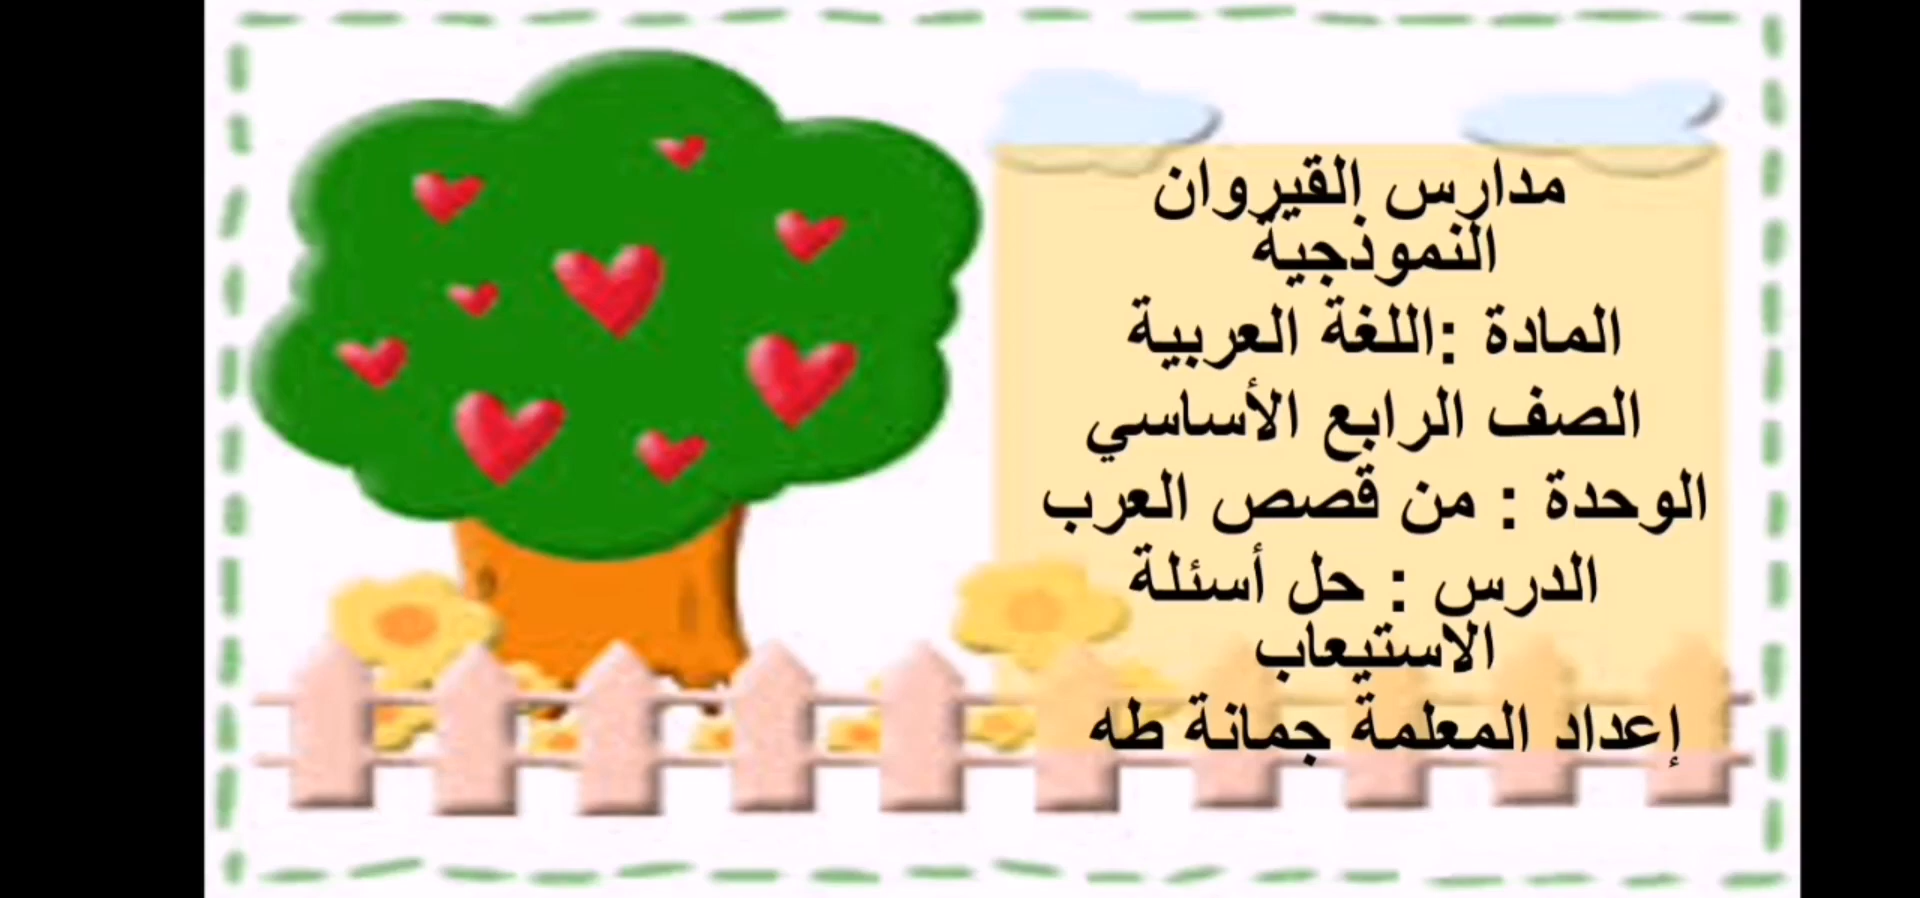 مدارس القيروان
النموذجية
المادة :اللغة العربية
الصف الرابع الأساسي
الوحدة : من قصص العرب
الدرس : حل أسئلة
الاستيعاب
إعداد المعلمة جمانة طه